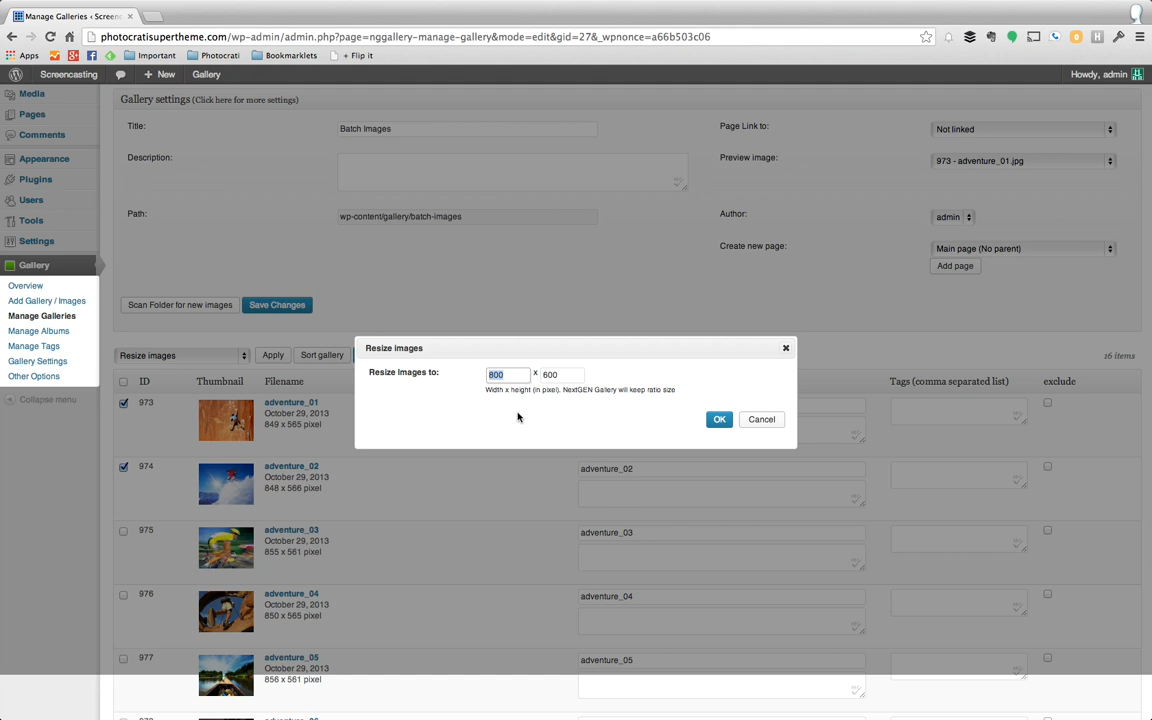 Manage Galleries ‹ Screenc
photocratisupertheme.com/wp-admin/admin.php?page=nggallery-manage-gallery&mode=edit&gid=27&_wpnonce=a66b503c06
Apps Important Photocrati Bookmarklets + Flip it
Screencasting + New Gallery Howdy, admin
Media
Pages
Comments
Appearance
Plugins
Users
Tools
Settings
Gallery
Overview
Add Gallery / Images
Manage Galleries
Manage Albums
Manage Tags
Gallery Settings
Other Options
Collapse menu
Gallery settings (Click here for more settings)
Title: Batch Images Page Link to: Not linked
Description: Preview image: 973 - adventure_01.jpg
Path: wp-content/gallery/batch-images Author: admin
Create new page: Main page (No parent)
Add page
Scan Folder for new images Save Changes
Resize images Apply Sort gallery 16 items
Resize images
Resize Images to: 800 x 600
Width x height (in pixel). NextGEN Gallery will keep ratio size
OK Cancel
ID Thumbnail Filename Tags (comma separated list) exclude
973 adventure_01
October 29, 2013
849 x 565 pixel
974 adventure_02 adventure_02
October 29, 2013
848 x 566 pixel
975 adventure_03 adventure_03
October 29, 2013
855 x 561 pixel
976 adventure_04 adventure_04
October 29, 2013
850 x 565 pixel
977 adventure_05 adventure_05
October 29, 2013
856 x 561 pixel